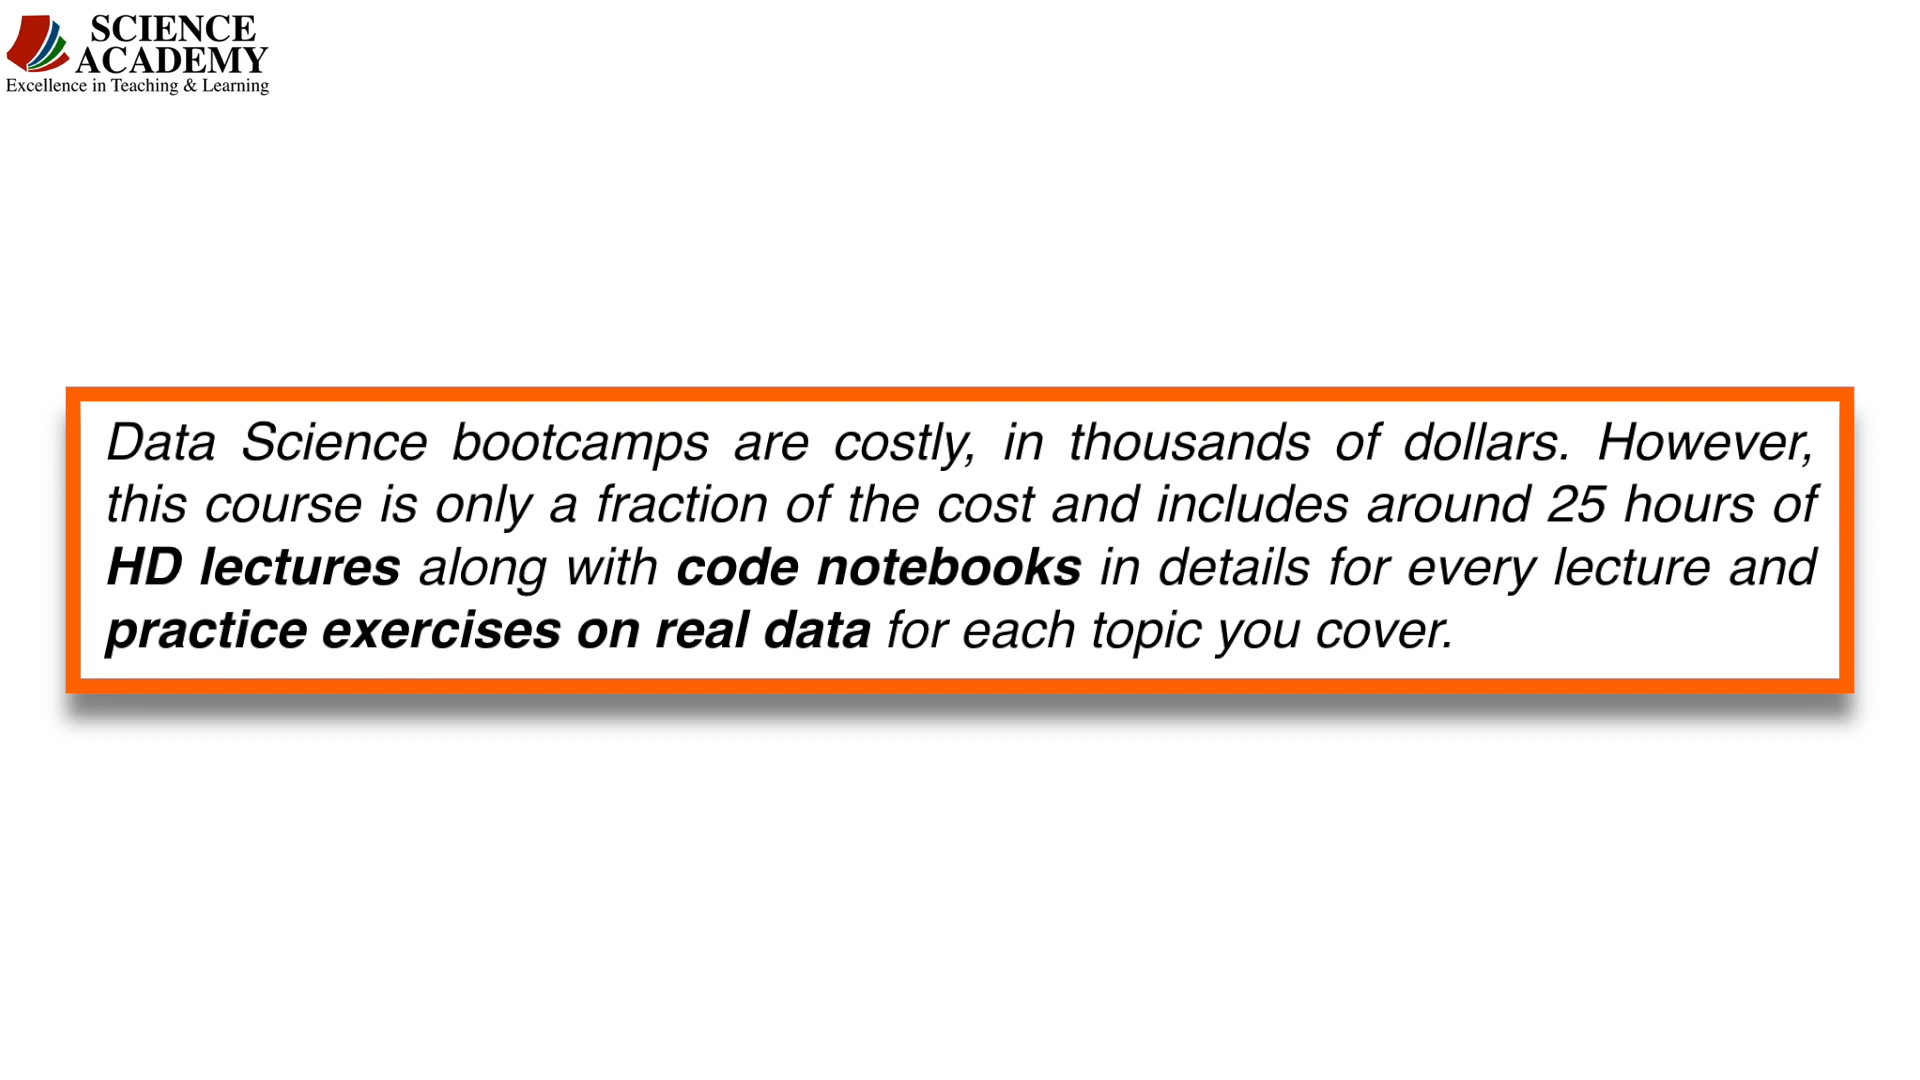 SCIENCE
ACADEMY
Excellence in Teaching & Learning
Data Science bootcamps are costly, in thousands of dollars. However,
this course is only a fraction of the cost and includes around 25 hours of
HD lectures along with code notebooks in details for every lecture and
practice exercises on real data for each topic you cover.